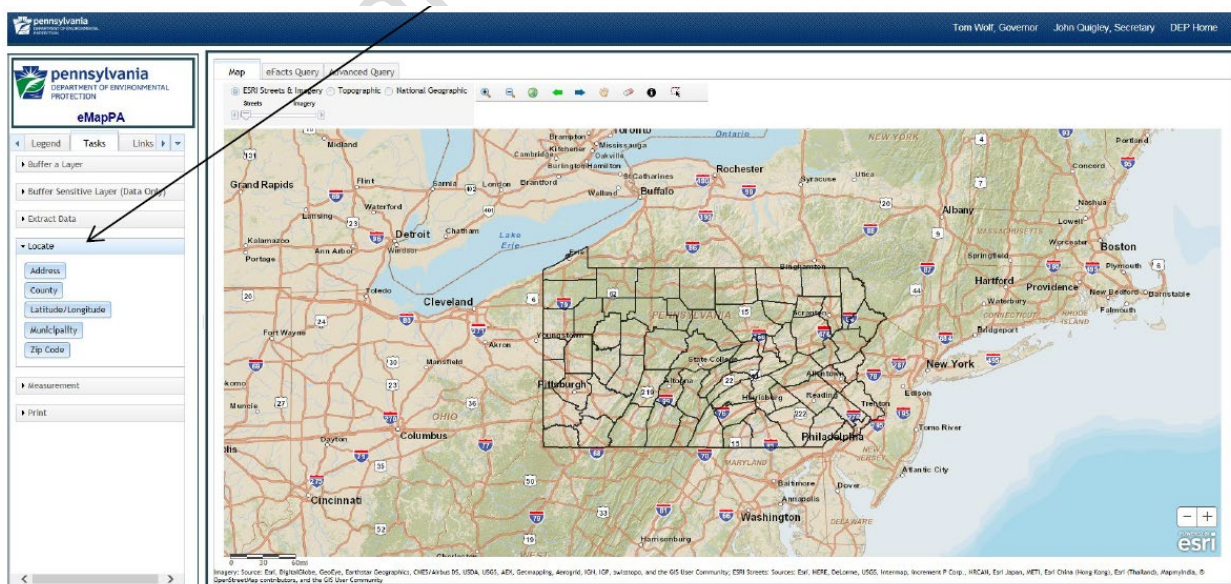 pennsylvania
DEPARTMENT OF ENVIRONMENTAL
PROTECTION
Tom Wolf, Governor John Quigley, Secretary DEP Home
pennsylvania
DEPARTMENT OF ENVIRONMENTAL
PROTECTION
eMapPA
Legend Tasks Links
Buffer a Layer
Buffer Sensitive Layer (Data Only)
Extract Data
Locate
Address
County
Latitude/Longitude
Municipality
Zip Code
Measurement
Print
Map eFacts Query Advanced Query
ESRI Streets & Imagery Topographic National Geographic
Streets Imagery
Midland
Brampton
Toronto
Ontario
NEW YORK
Portland
Kitchener Mississauga
Cambridge Oakville
Burlington Hamilton
Grand Rapids
Flint
Sarnia
London
Brantford
St Catharines
Welland
Buffalo
Rochester
Syracuse
Utica
Concord
Lansing
Waterford
Albany
Nashua
Lowell
Kalamazoo
Portage
Ann Arbor
Detroit
Windsor
Chatham
Lake
Erie
Erie
Binghamton
MASSACHUSETTS
Springfield
Worcester
Boston
Plymouth
Toledo
Cleveland
Hartford
Providence
New Bedford
Barnstable
Waterbury
CONNECTICUT
RHODE
ISLAND
Falmouth
Fort Wayne
Akron
Youngstown
PENNSYLVANIA
Scranton
Bridgeport
Mansfield
State College
New York
Pittsburgh
Altoona
Allentown
Edison
Muncie
OHIO
Harrisburg
Reading
Trenton
Dayton
Columbus
Philadelphia
Toms River
NEW
JERSEY
MARYLAND
Atlantic City
Cincinnati
Baltimore
Dover
Annapolis
Washington
DELAWARE
Harrisonburg
Charleston
WEST
0 30 60mi
POWERED BY
esri
Imagery: Source: Esri, DigitalGlobe, GeoEye, Earthstar Geographics, CNES/Airbus DS, USDA, USGS, AEX, Getmapping, Aerogrid, IGN, IGP, swisstopo, and the GIS User Community; ESRI Streets: Sources: Esri, HERE, DeLorme, USGS, Intermap, Increment P Corp., NRCAN, Esri Japan, METI, Esri China (Hong Kong), Esri (Thailand), MapmyIndia, ©
OpenStreetMap contributors, and the GIS User Community